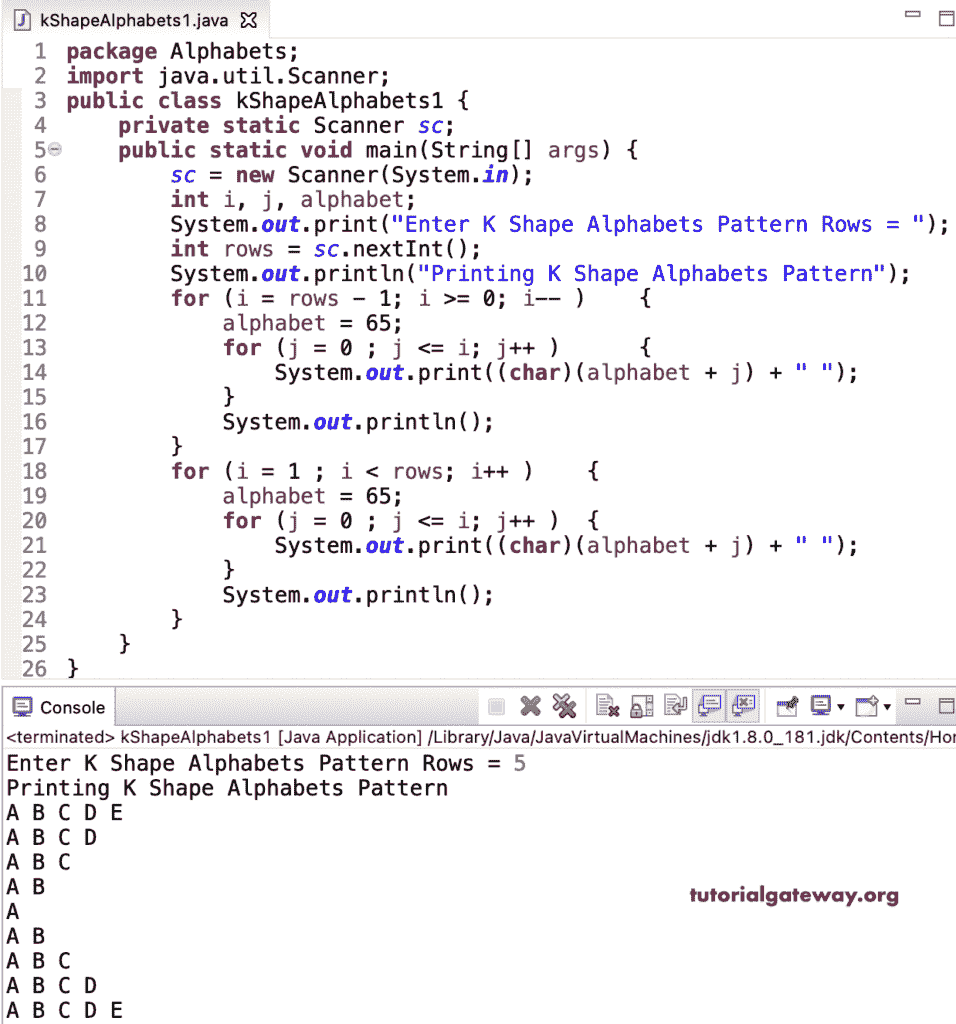 kShapeAlphabets1.java
1 package Alphabets;
2 import java.util.Scanner;
3 public class kShapeAlphabets1 {
4     private static Scanner sc;
5     public static void main(String[] args) {
6         sc = new Scanner(System.in);
7         int i, j, alphabet;
8         System.out.print("Enter K Shape Alphabets Pattern Rows = ");
9         int rows = sc.nextInt();
10         System.out.println("Printing K Shape Alphabets Pattern");
11         for (i = rows - 1; i >= 0; i-- )    {
12             alphabet = 65;
13             for (j = 0 ; j <= i; j++ )      {
14                 System.out.print((char)(alphabet + j) + " ");
15             }
16             System.out.println();
17         }
18         for (i = 1 ; i < rows; i++ )    {
19             alphabet = 65;
20             for (j = 0 ; j <= i; j++ )  {
21                 System.out.print((char)(alphabet + j) + " ");
22             }
23             System.out.println();
24         }
25     }
26 }
Console
<terminated> kShapeAlphabets1 [Java Application] /Library/Java/JavaVirtualMachines/jdk1.8.0_181.jdk/Contents/Hor
Enter K Shape Alphabets Pattern Rows = 5
Printing K Shape Alphabets Pattern
A B C D E
A B C D
A B C
A B
tutorialgateway.org
A
A B
A B C
A B C D
A B C D E